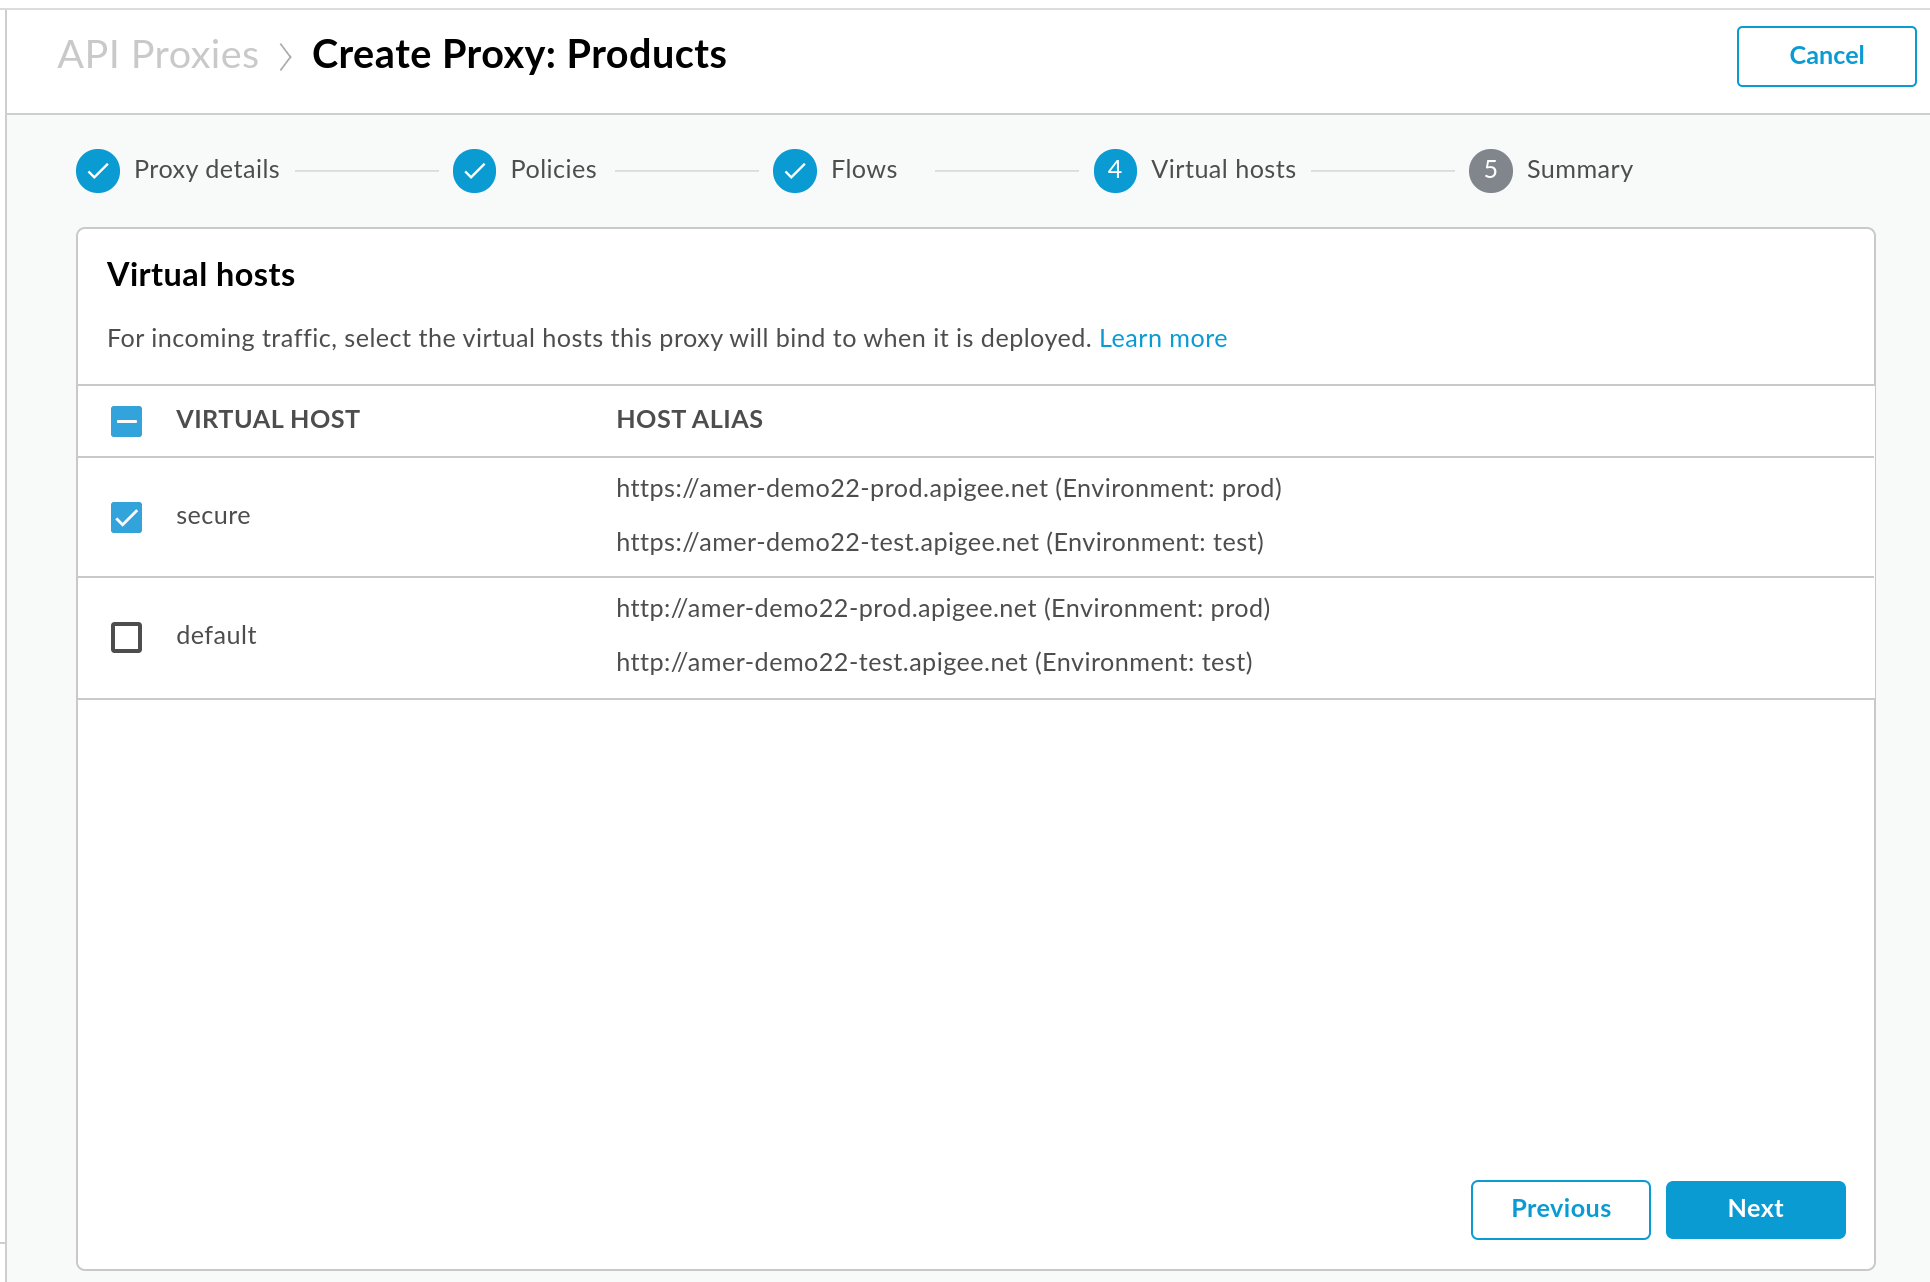 API Proxies > Create Proxy: Products
Cancel
Proxy details
Policies
Flows
4 Virtual hosts
5 Summary
Virtual hosts
For incoming traffic, select the virtual hosts this proxy will bind to when it is deployed. Learn more
VIRTUAL HOST HOST ALIAS
https://amer-demo22-prod.apigee.net (Environment: prod)
secure
https://amer-demo22-test.apigee.net (Environment: test)
http://amer-demo22-prod.apigee.net (Environment: prod)
default
http://amer-demo22-test.apigee.net (Environment: test)
Previous
Next